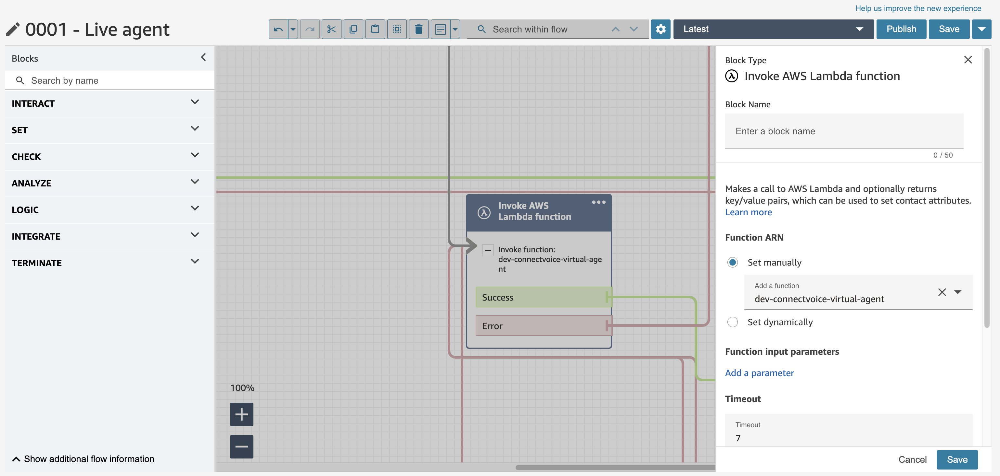 Help us improve the new experience
0001 - Live agent
Search within flow
Latest
Publish
Save
Blocks
Search by name
INTERACT
SET
CHECK
ANALYZE
LOGIC
INTEGRATE
TERMINATE
Show additional flow information
Invoke AWS
Lambda function
Invoke function:
dev-connectvoice-virtual-age
nt
Success
Error
100%
Block Type
Invoke AWS Lambda function
Block Name
Enter a block name
0 / 50
Makes a call to AWS Lambda and optionally returns
key/value pairs, which can be used to set contact attributes.
Learn more
Function ARN
Set manually
Add a function
dev-connectvoice-virtual-agent
Set dynamically
Function input parameters
Add a parameter
Timeout
Timeout
7
Cancel
Save